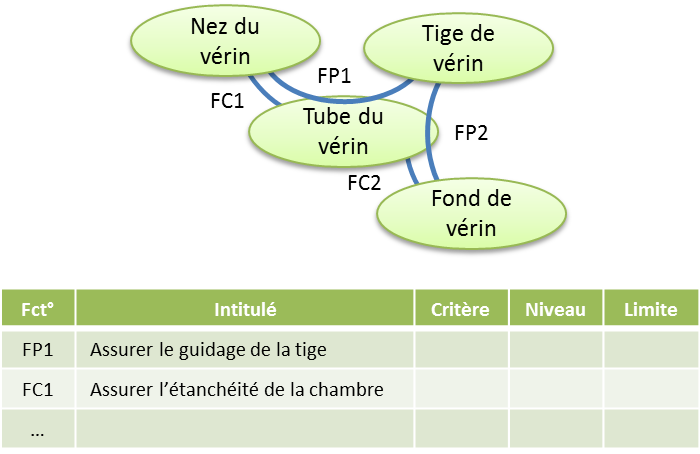 Nez du
vérin
Tige de
vérin
FP1
FC1
Tube du
vérin
FP2
FC2
Fond de
vérin
Fct° Intitulé Critère Niveau Limite
FP1 Assurer le guidage de la tige
FC1 Assurer l’étanchéité de la chambre
...